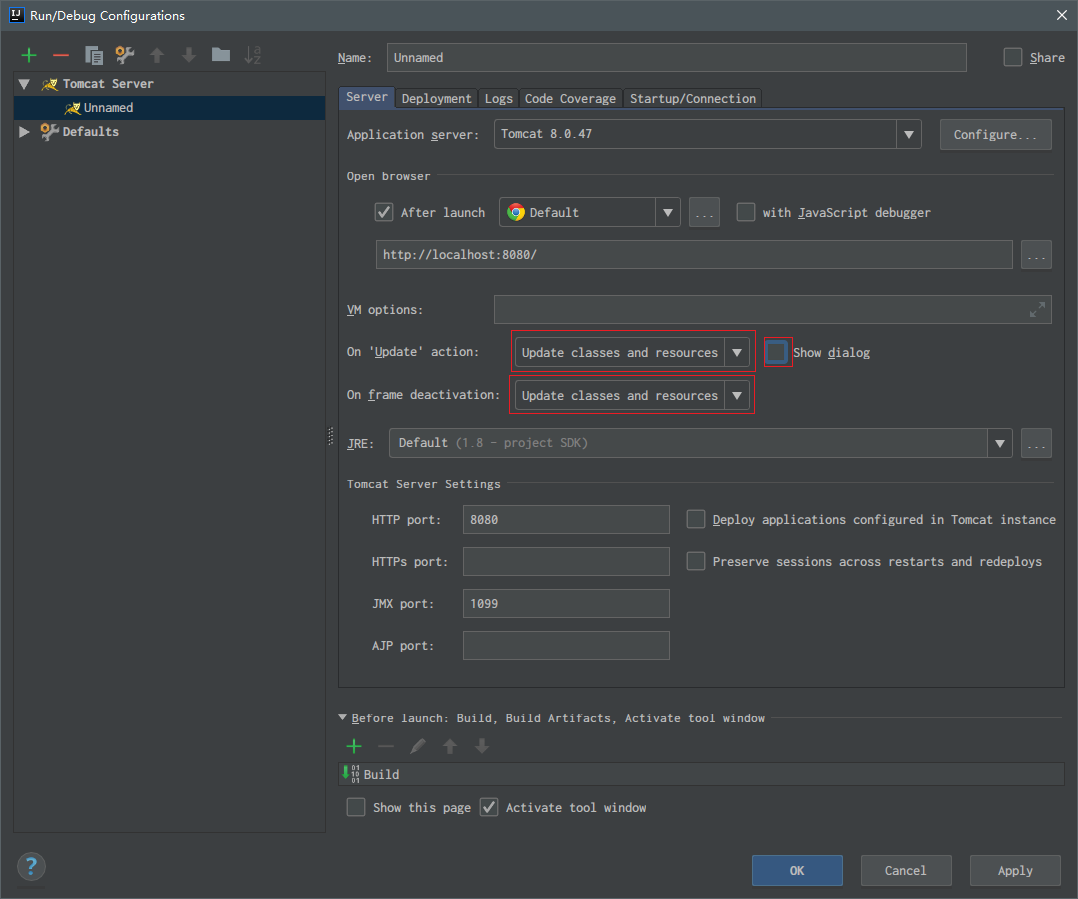 Run/Debug Configurations
Name: Unnamed Share
Tomcat Server
Unnamed
Defaults
Server Deployment Logs Code Coverage Startup/Connection
Application server: Tomcat 8.0.47 Configure...
Open browser
After launch Default ... with JavaScript debugger
http://localhost:8080/ ...
VM options:
On 'Update' action: Update classes and resources Show dialog
On frame deactivation: Update classes and resources
JRE: Default (1.8 - project SDK) ...
Tomcat Server Settings
HTTP port: 8080 Deploy applications configured in Tomcat instance
HTTPs port: Preserve sessions across restarts and redeploys
JMX port: 1099
AJP port:
Before launch: Build, Build Artifacts, Activate tool window
Build
Show this page Activate tool window
? OK Cancel Apply